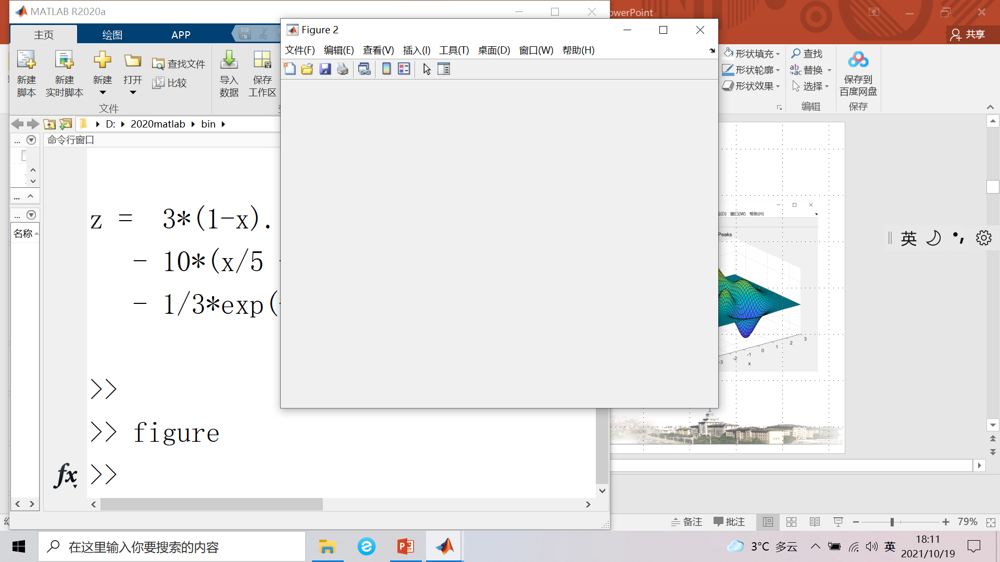 MATLAB R2020a
主页
绘图
APP
新建
脚本
新建
实时脚本
新建
打开
查找文件
比较
导入
数据
保存
工作区
文件
D:
2020matlab
bin
命令行窗口
名称
z =  3*(1-x).
- 10*(x/5
- 1/3*exp(
>>
>> figure
fx >>
Figure 2
文件(F) 编辑(E) 查看(V) 插入(I) 工具(T) 桌面(D) 窗口(W) 帮助(H)
owerPoint
共享
形状填充
形状轮廓
形状效果
查找
替换
选择
编辑
保存到
百度网盘
保存
(D) 窗口(W) 帮助(H)
Peaks
3
2
1
0
-1
-2
-3
x
英
备注
批注
79%
在这里输入你要搜索的内容
3°C 多云
英
18:11
2021/10/19